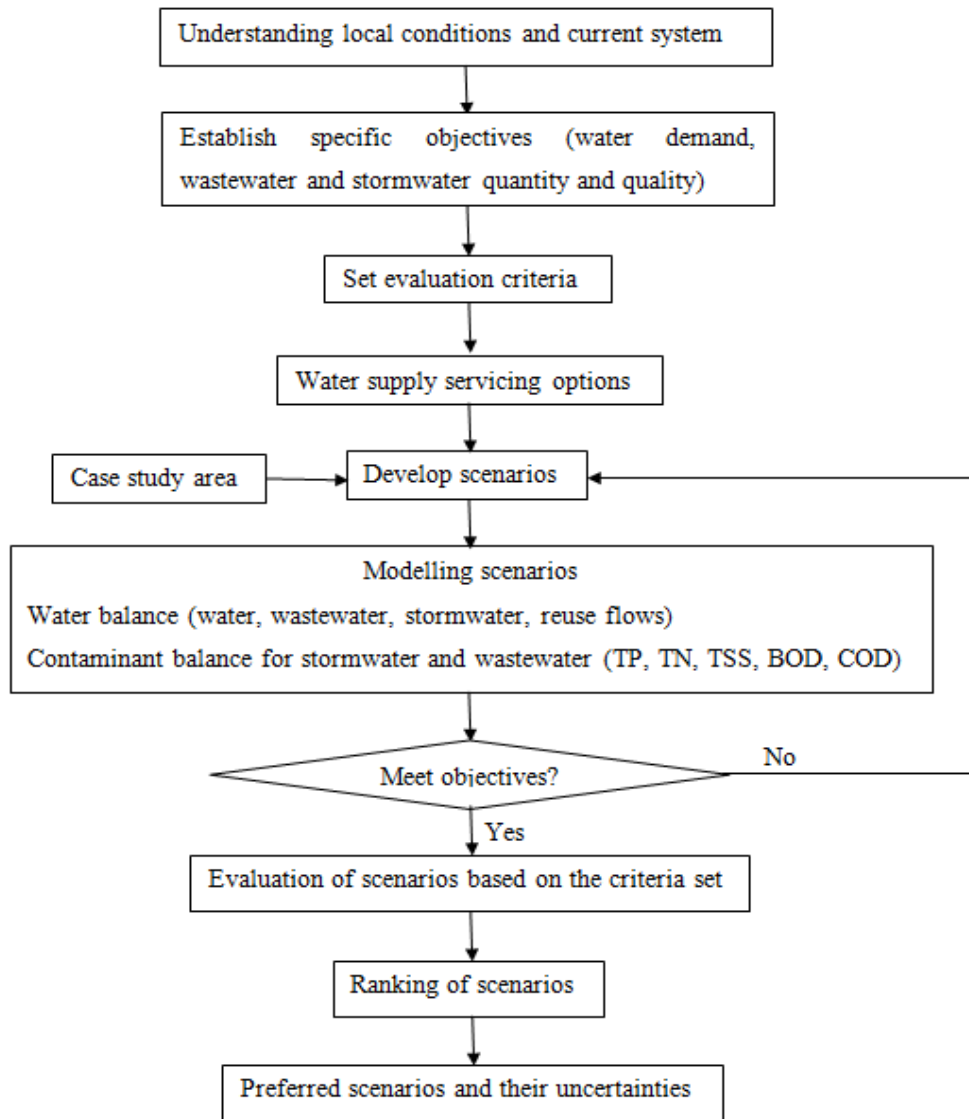 Understanding local conditions and current system
Establish specific objectives (water demand,
wastewater and stormwater quantity and quality)
Set evaluation criteria
Water supply servicing options
Case study area
Develop scenarios
Modelling scenarios
Water balance (water, wastewater, stormwater, reuse flows)
Contaminant balance for stormwater and wastewater (TP, TN, TSS, BOD, COD)
Meet objectives?
No
Yes
Evaluation of scenarios based on the criteria set
Ranking of scenarios
Preferred scenarios and their uncertainties